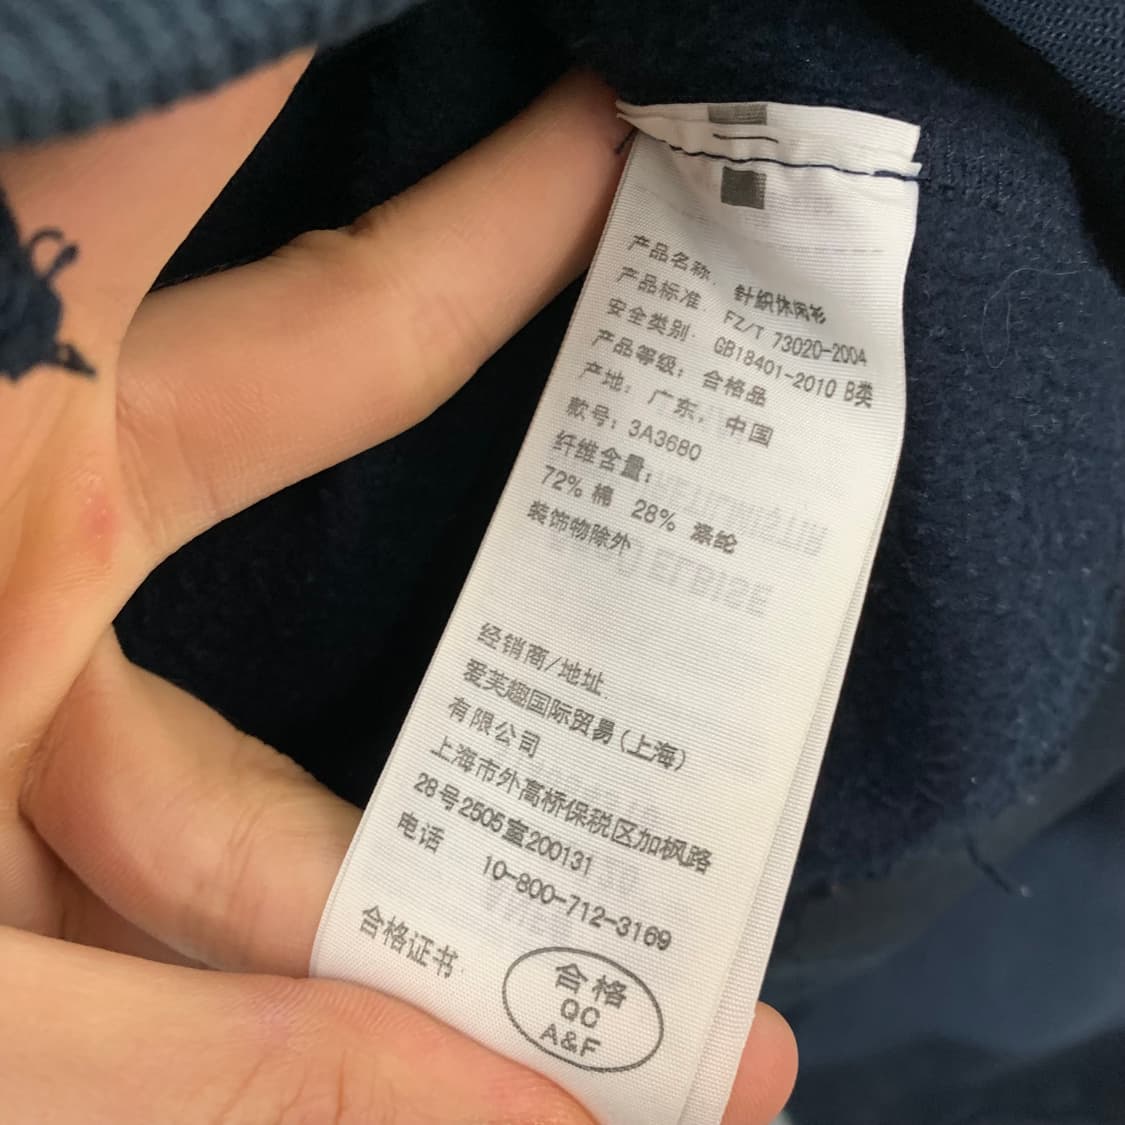 产品名称: 针织休闲衫
产品标准: FZ/T 73020-2004
安全类别: GB18401-2010 B类
产品等级: 合格品
产地: 广东, 中国
款号: 3A3680
纤维含量:
72% 棉 28% 涤纶
装饰物除外
经销商/地址:
爱芙趣国际贸易(上海)
有限公司
上海市外高桥保税区加枫路
28号2505室200131
电话 10-800-712-3169
合格证书
合格
QC
A&F